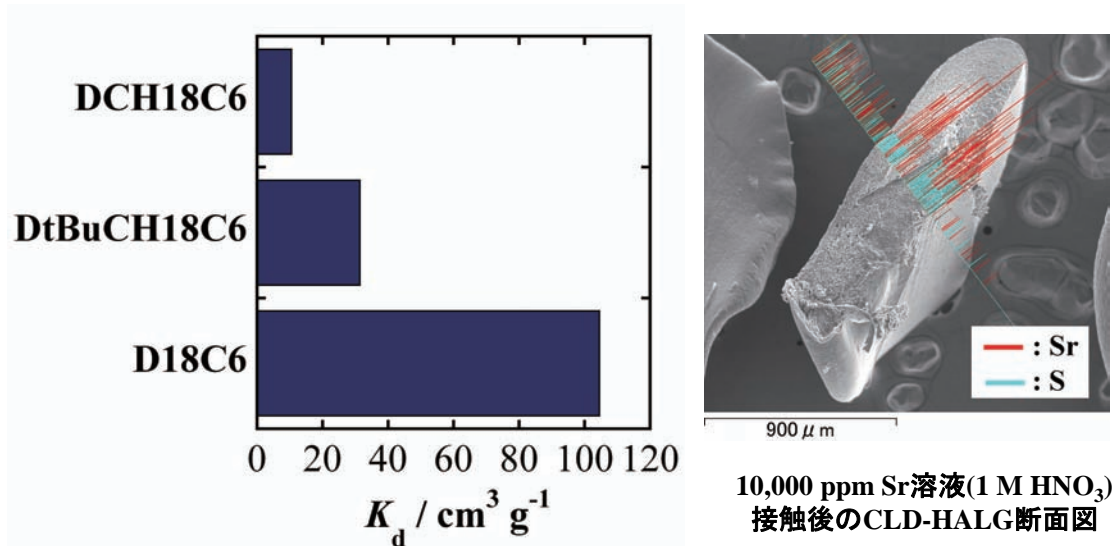 DCH18C6
DtBuCH18C6
D18C6
0 20 40 60 80 100 120
K_d / cm³ g⁻¹
: Sr
: S
900 μm
10,000 ppm Sr溶液(1 M HNO₃)
接触後のCLD-HALG断面図